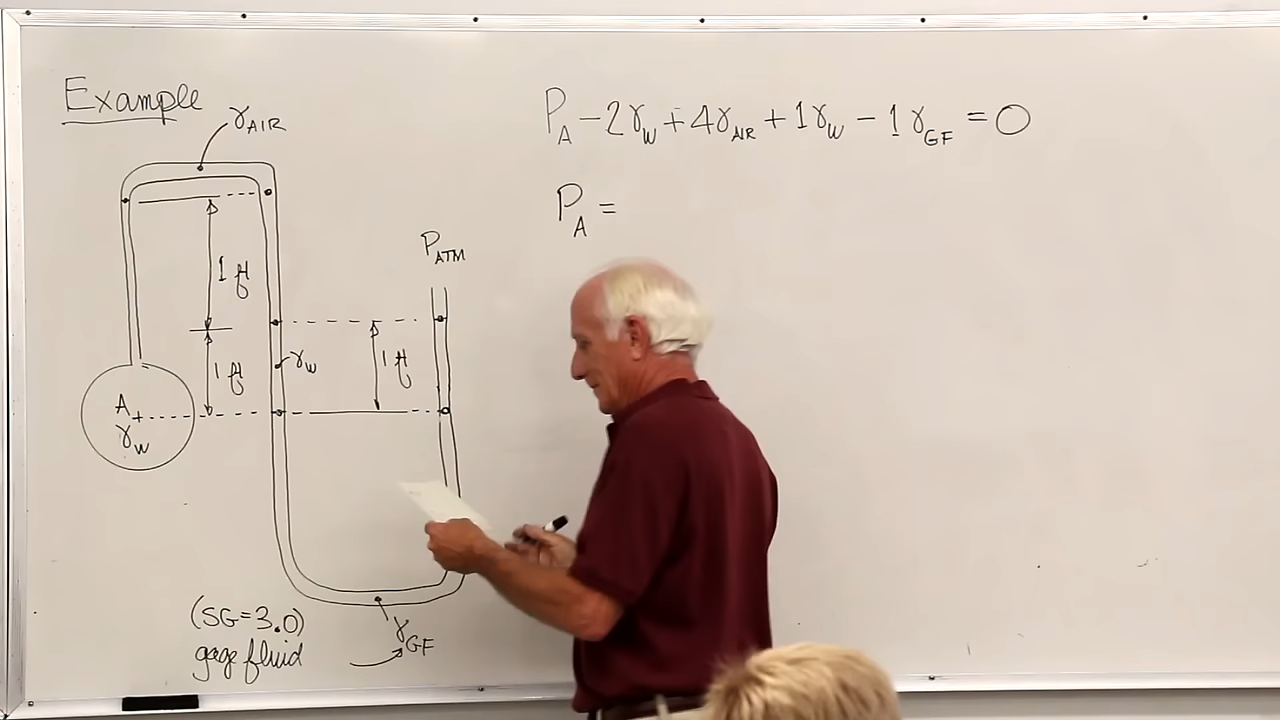 Example
γAIR
1 ft
1 ft
A
γW
γW
PATM
1 ft
(SG=3.0)
gage fluid
γGF
PA − 2γW + 4γAIR + 1γW − 1γGF = 0
PA =